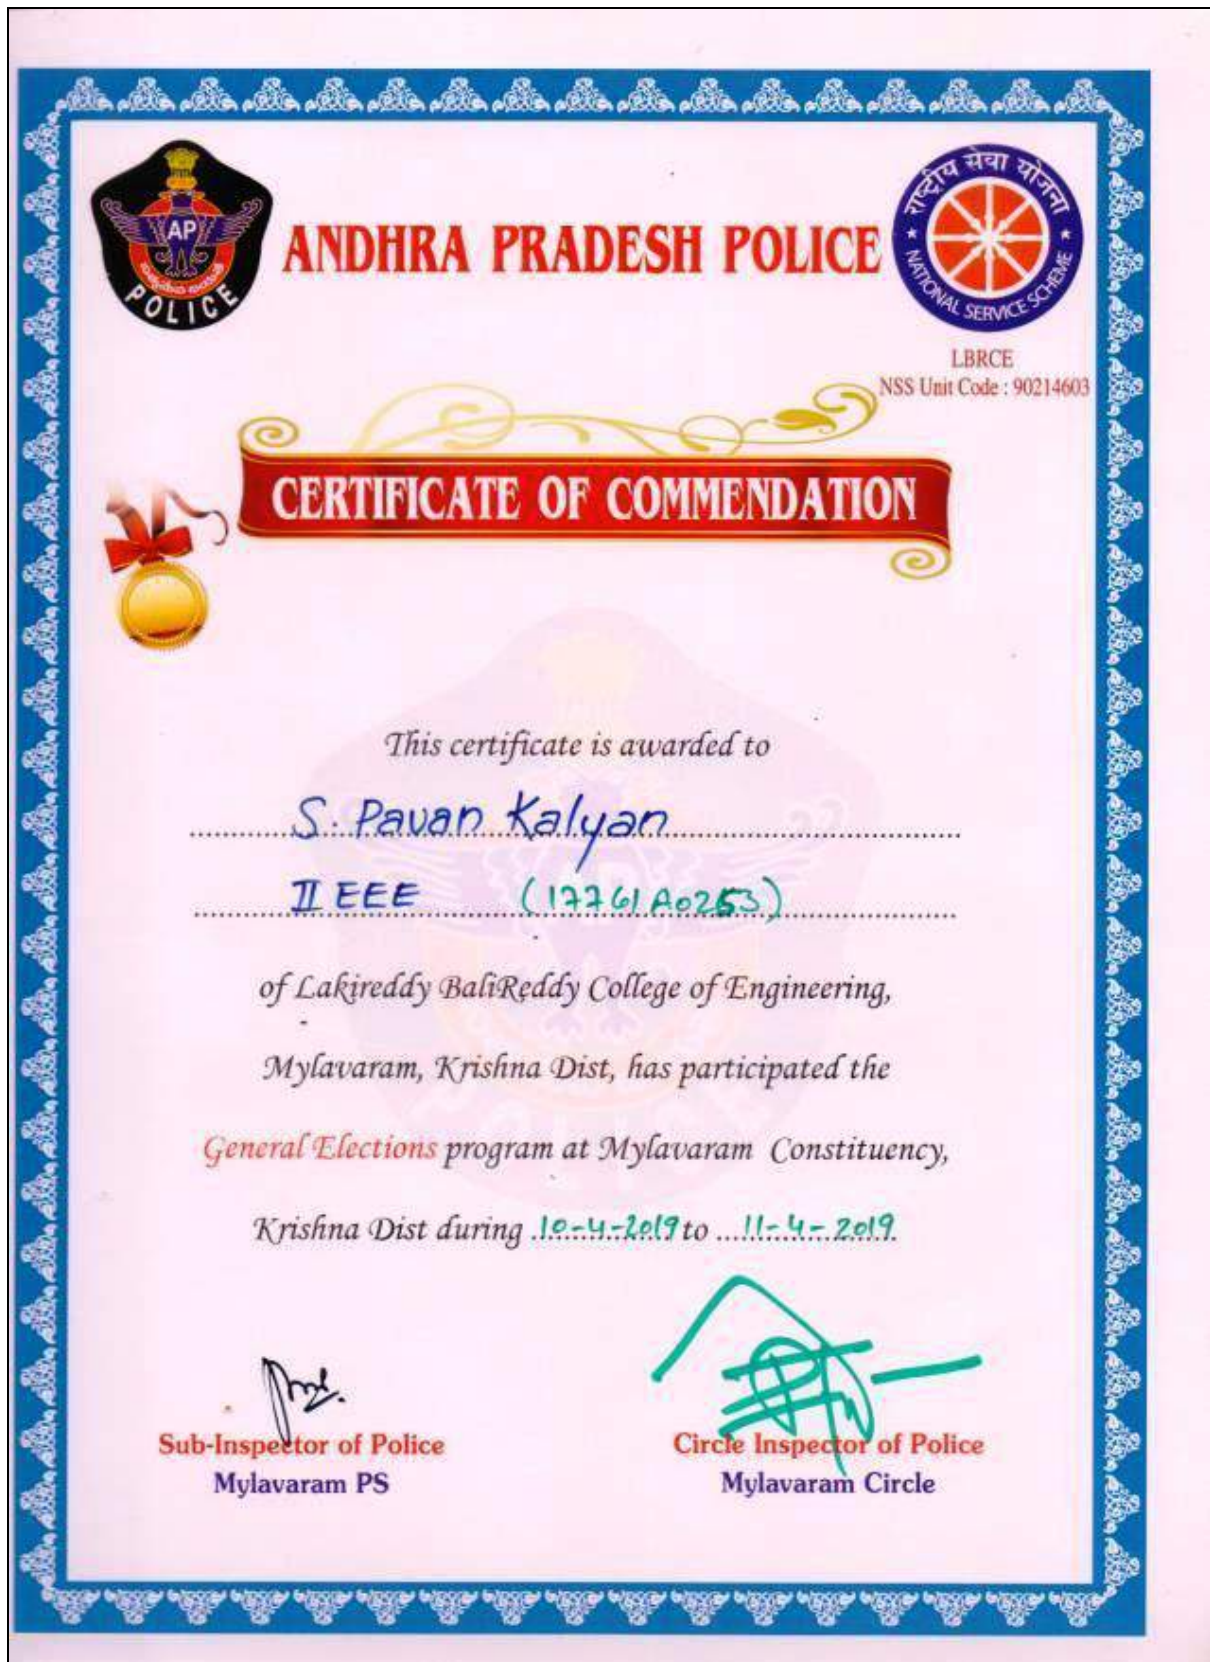 AP
POLICE
ANDHRA PRADESH POLICE
राष्ट्रीय सेवा योजना
NATIONAL SERVICE SCHEME
LBRCE
NSS Unit Code : 90214603
CERTIFICATE OF COMMENDATION
This certificate is awarded to
S. Pavan Kalyan
II EEE (17761A0253)
of Lakireddy BaliReddy College of Engineering,
Mylavaram, Krishna Dist, has participated the
General Elections program at Mylavaram Constituency,
Krishna Dist during 10-4-2019 to 11-4-2019
Sub-Inspector of Police
Mylavaram PS
Circle Inspector of Police
Mylavaram Circle